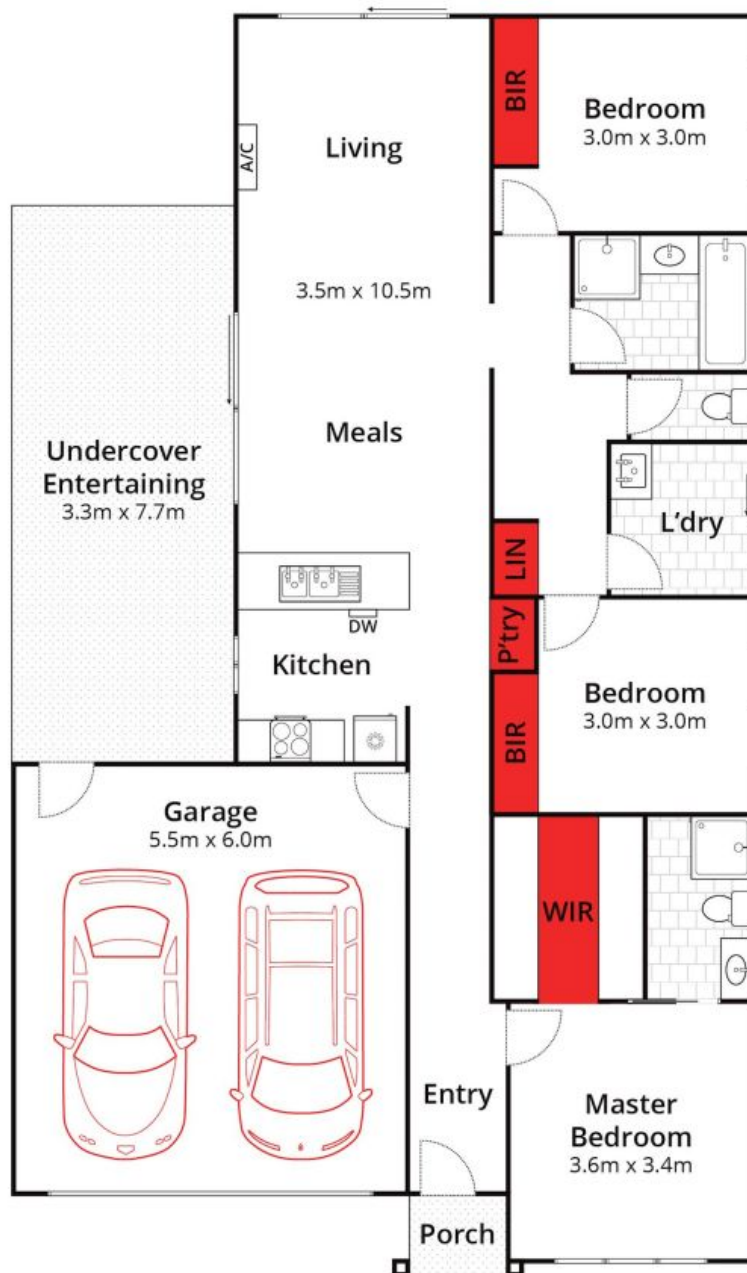 BIR
Bedroom
3.0m x 3.0m
A/C
Living
3.5m x 10.5m
Meals
Undercover
Entertaining
3.3m x 7.7m
L'dry
LIN
DW
P'try
Kitchen
Bedroom
3.0m x 3.0m
BIR
Garage
5.5m x 6.0m
WIR
Entry
Master
Bedroom
3.6m x 3.4m
Porch